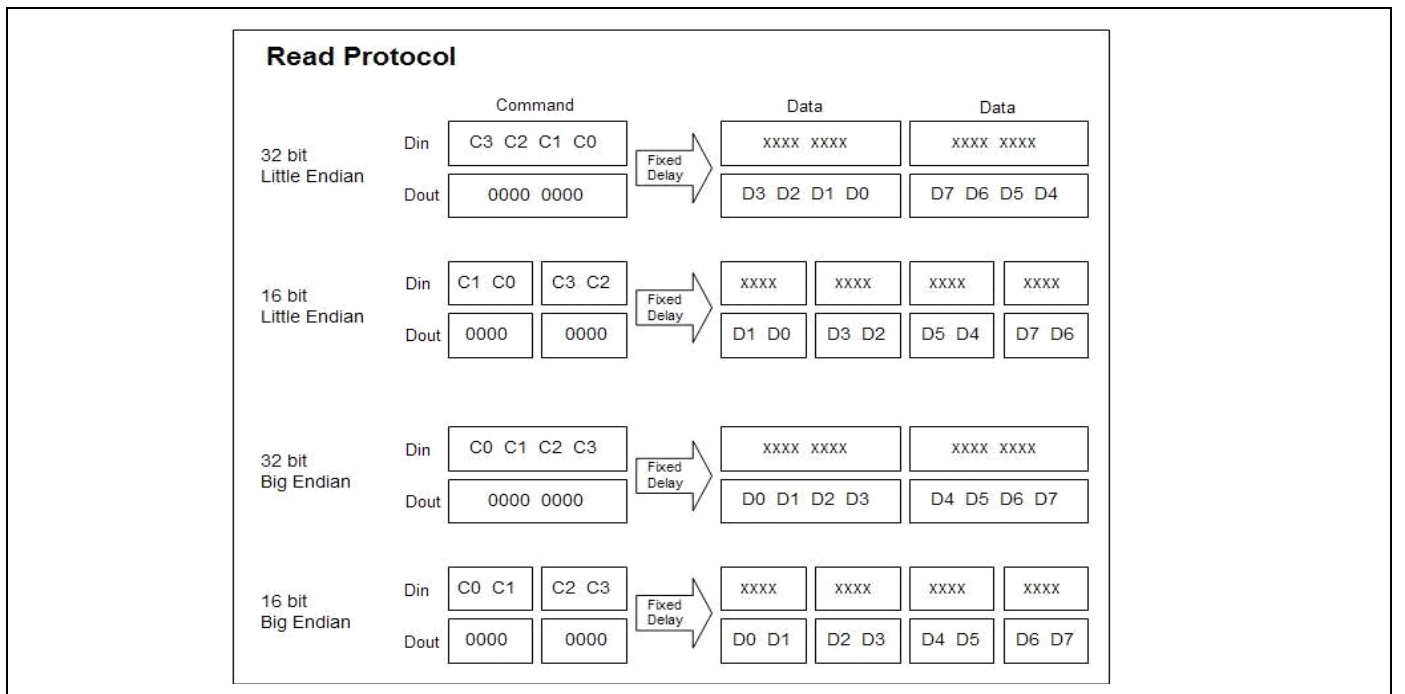 Read Protocol
Command Data Data
32 bit
Little Endian
Din C3 C2 C1 C0 Fixed Delay XXXX XXXX XXXX XXXX
Dout 0000 0000 D3 D2 D1 D0 D7 D6 D5 D4
16 bit
Little Endian
Din C1 C0 C3 C2 Fixed Delay XXXX XXXX XXXX XXXX
Dout 0000 0000 D1 D0 D3 D2 D5 D4 D7 D6
32 bit
Big Endian
Din C0 C1 C2 C3 Fixed Delay XXXX XXXX XXXX XXXX
Dout 0000 0000 D0 D1 D2 D3 D4 D5 D6 D7
16 bit
Big Endian
Din C0 C1 C2 C3 Fixed Delay XXXX XXXX XXXX XXXX
Dout 0000 0000 D0 D1 D2 D3 D4 D5 D6 D7